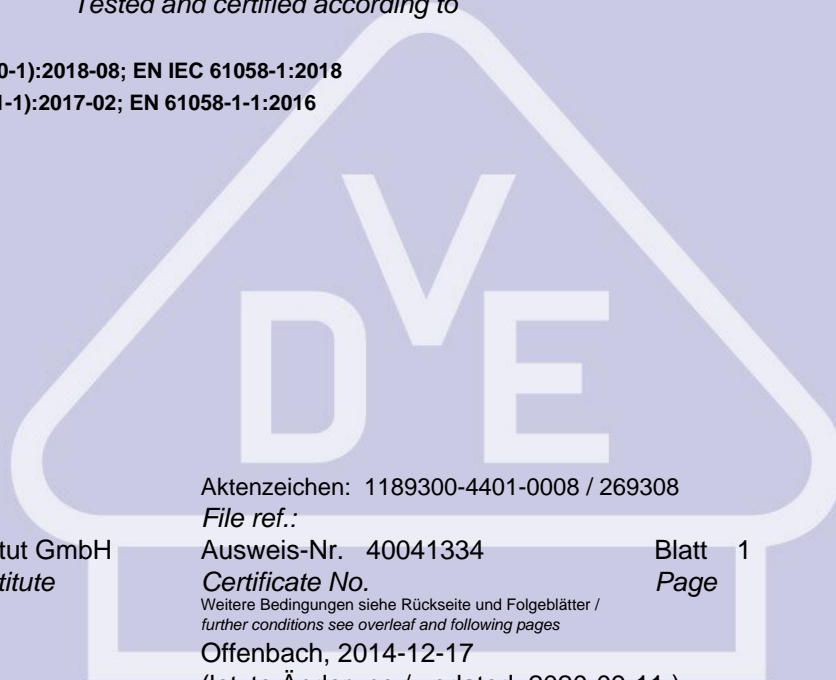 Tested and certified according to
0-1):2018-08; EN IEC 61058-1:2018
1-1):2017-02; EN 61058-1-1:2016
DVE
Aktenzeichen: 1189300-4401-0008 / 269308
File ref.:
tut GmbH Ausweis-Nr. 40041334 Blatt 1
titute Certificate No. Page
Weitere Bedingungen siehe Rückseite und Folgeblätter /
further conditions see overleaf and following pages
Offenbach, 2014-12-17